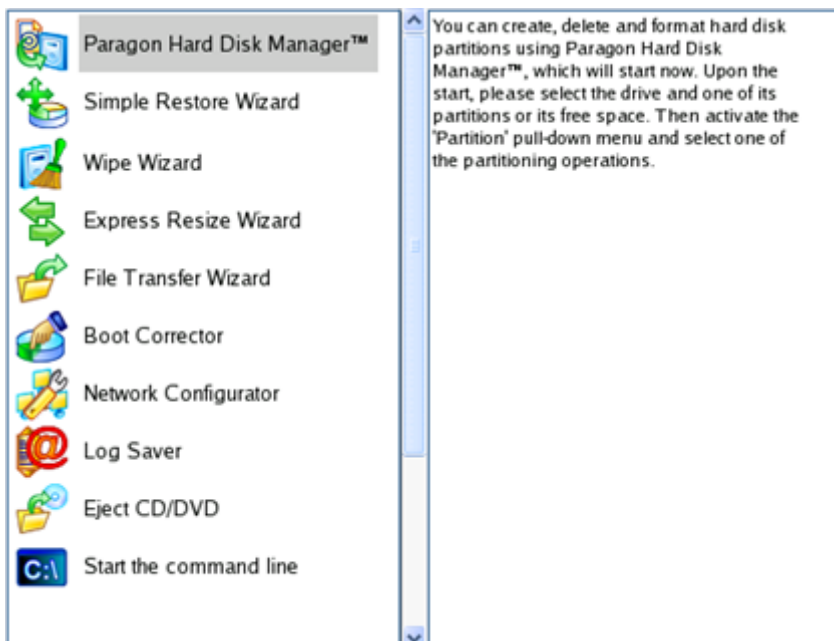 Paragon Hard Disk Manager™
Simple Restore Wizard
Wipe Wizard
Express Resize Wizard
File Transfer Wizard
Boot Corrector
Network Configurator
Log Saver
Eject CD/DVD
C:\
Start the command line
You can create, delete and format hard disk
partitions using Paragon Hard Disk
Manager™, which will start now. Upon the
start, please select the drive and one of its
partitions or its free space. Then activate the
'Partition' pull-down menu and select one of
the partitioning operations.